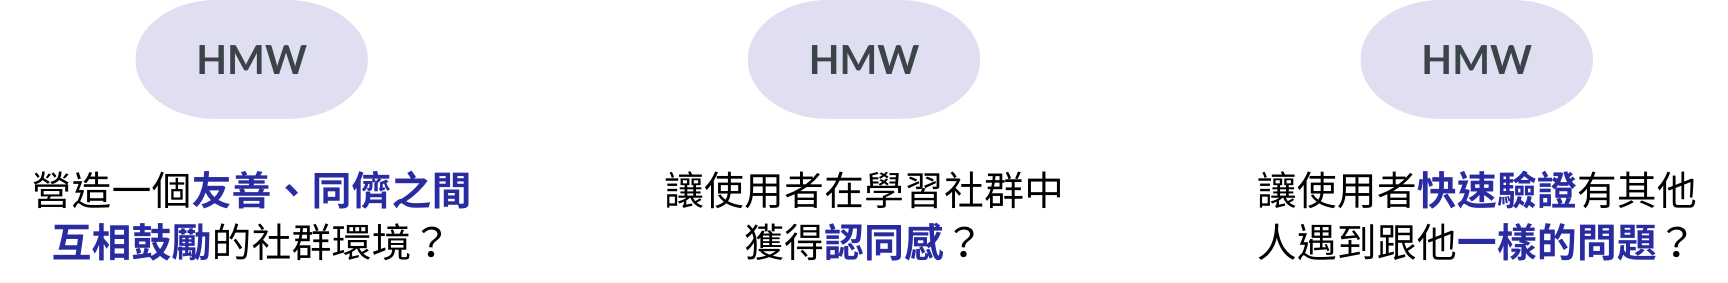 HMW
營造一個友善、同儕之間
互相鼓勵的社群環境？
HMW
讓使用者在學習社群中
獲得認同感？
HMW
讓使用者快速驗證有其他
人遇到跟他一樣的問題？